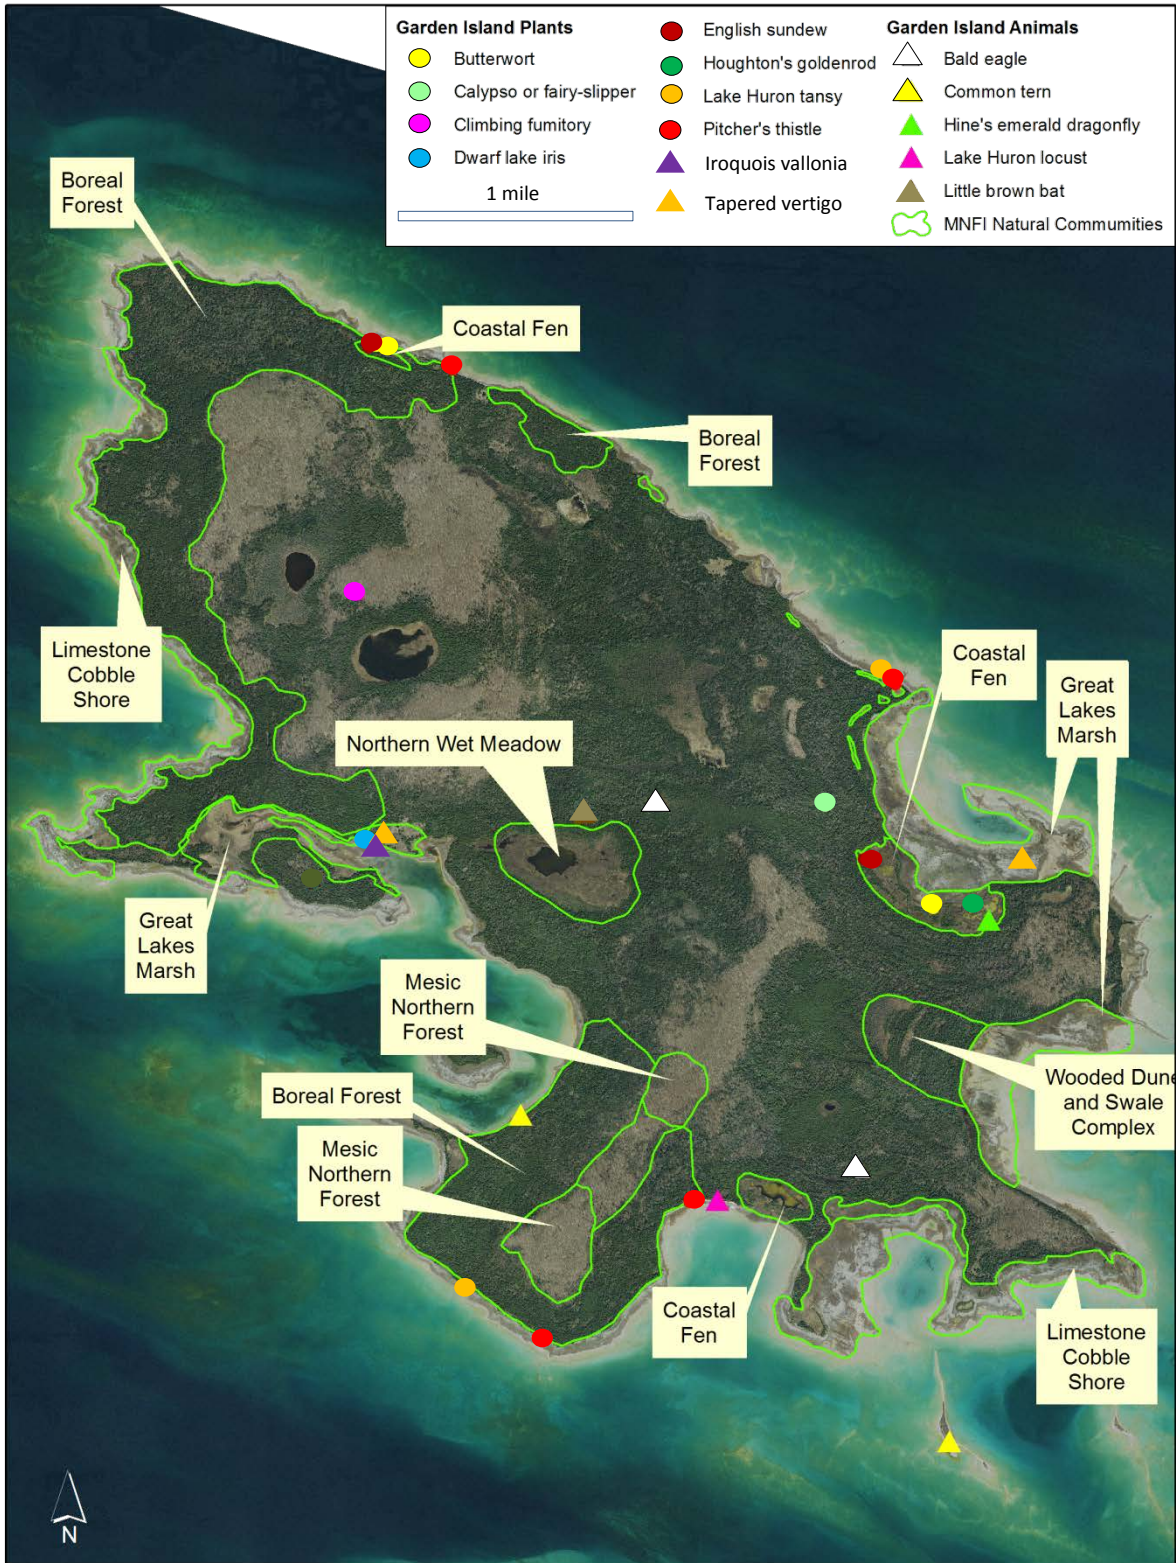 Garden Island Plants
Butterwort
Calypso or fairy-slipper
Climbing fumitory
Dwarf lake iris
1 mile
English sundew
Houghton's goldenrod
Lake Huron tansy
Pitcher's thistle
Iroquois vallonia
Tapered vertigo
Garden Island Animals
Bald eagle
Common tern
Hine's emerald dragonfly
Lake Huron locust
Little brown bat
MNFI Natural Commumities
Boreal
Forest
Coastal Fen
Boreal
Forest
Limestone
Cobble
Shore
Coastal
Fen
Great
Lakes
Marsh
Northern Wet Meadow
Great
Lakes
Marsh
Mesic
Northern
Forest
Boreal Forest
Mesic
Northern
Forest
Wooded Dune
and Swale
Complex
Coastal
Fen
Limestone
Cobble
Shore
N